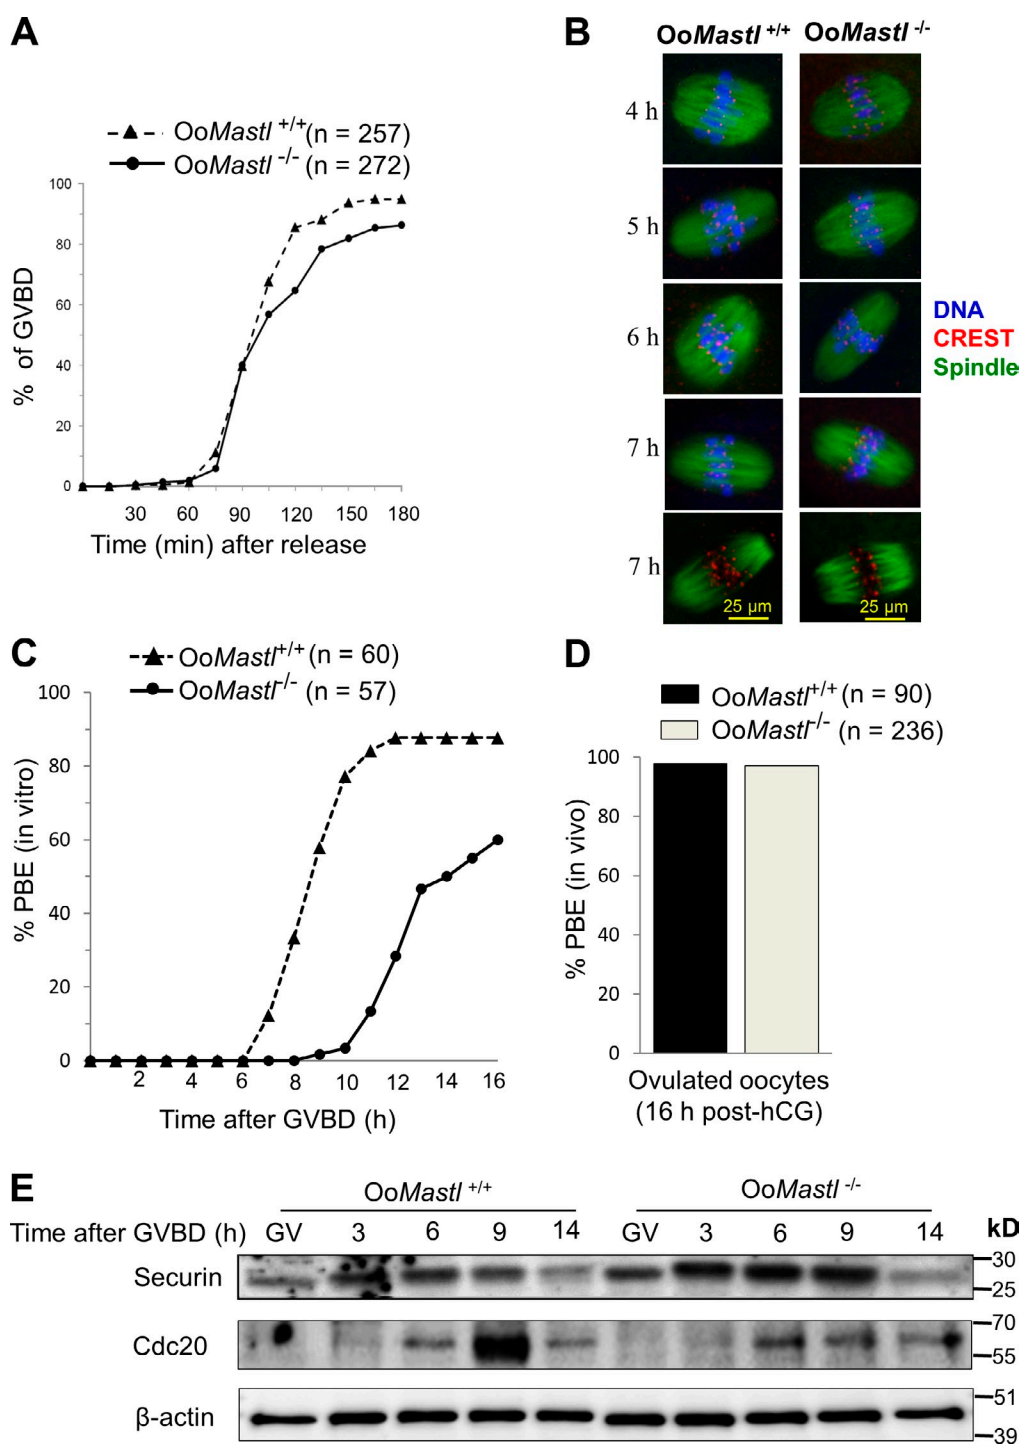 A
OoMastl +/+ (n = 257)
OoMastl -/- (n = 272)
100
80
60
40
20
0
% of GVBD
30 60 90 120 150 180
Time (min) after release
B
OoMastl +/+ OoMastl -/-
4 h
5 h
6 h
7 h
7 h
DNA
CREST
Spindle
25 µm 25 µm
C
OoMastl+/+ (n = 60)
OoMastl-/- (n = 57)
100
80
60
40
20
0
% PBE (in vitro)
2 4 6 8 10 12 14 16
Time after GVBD (h)
D
OoMastl+/+ (n = 90)
OoMastl-/- (n = 236)
100
80
60
40
20
0
% PBE (in vivo)
Ovulated oocytes
(16 h post-hCG)
E
OoMastl +/+ OoMastl -/-
Time after GVBD (h) GV 3 6 9 14 GV 3 6 9 14 kD
Securin
30
25
Cdc20
70
55
β-actin
51
39